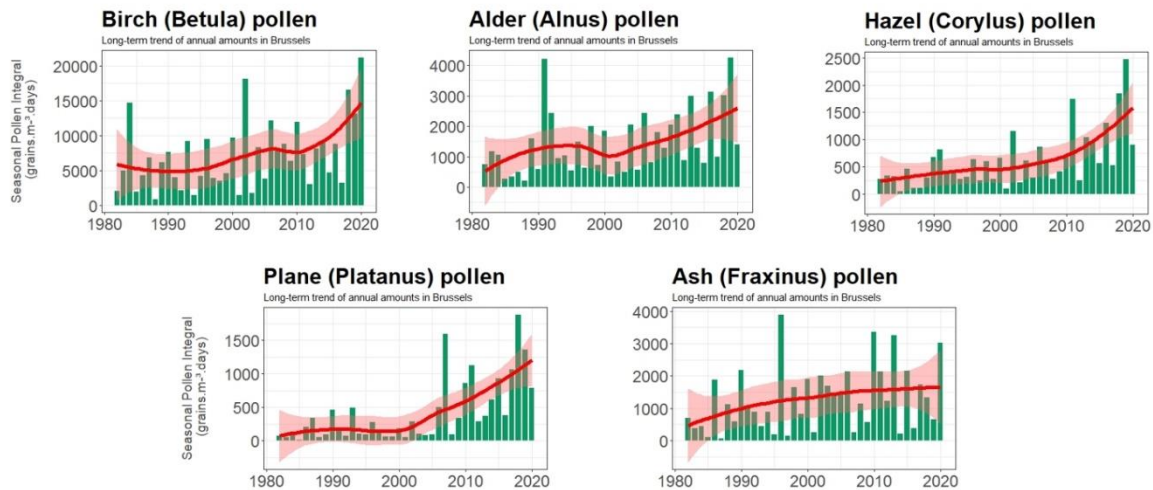 Birch (Betula) pollen
Long-term trend of annual amounts in Brussels
Seasonal Pollen Integral
(grains.m-³.days)
20000
15000
10000
5000
0
1980 1990 2000 2010 2020
Alder (Alnus) pollen
Long-term trend of annual amounts in Brussels
4000
3000
2000
1000
0
1980 1990 2000 2010 2020
Hazel (Corylus) pollen
Long-term trend of annual amounts in Brussels
2500
2000
1500
1000
500
0
1980 1990 2000 2010 2020
Plane (Platanus) pollen
Long-term trend of annual amounts in Brussels
Seasonal Pollen Integral
(grains.m-³.days)
1500
1000
500
0
1980 1990 2000 2010 2020
Ash (Fraxinus) pollen
Long-term trend of annual amounts in Brussels
4000
3000
2000
1000
0
1980 1990 2000 2010 2020